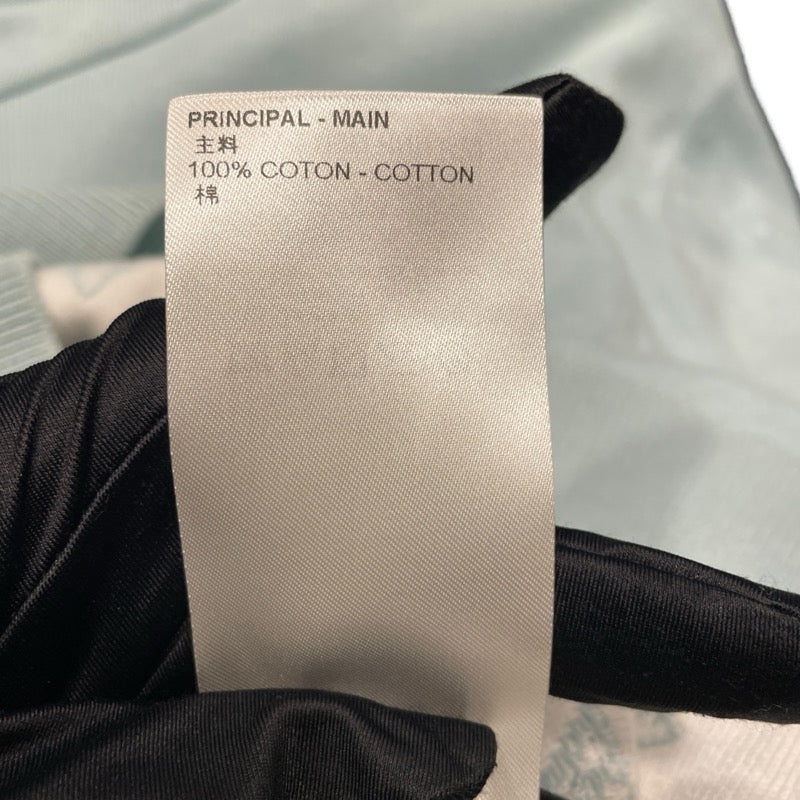 PRINCIPAL - MAIN
主料
100% COTON - COTTON
棉